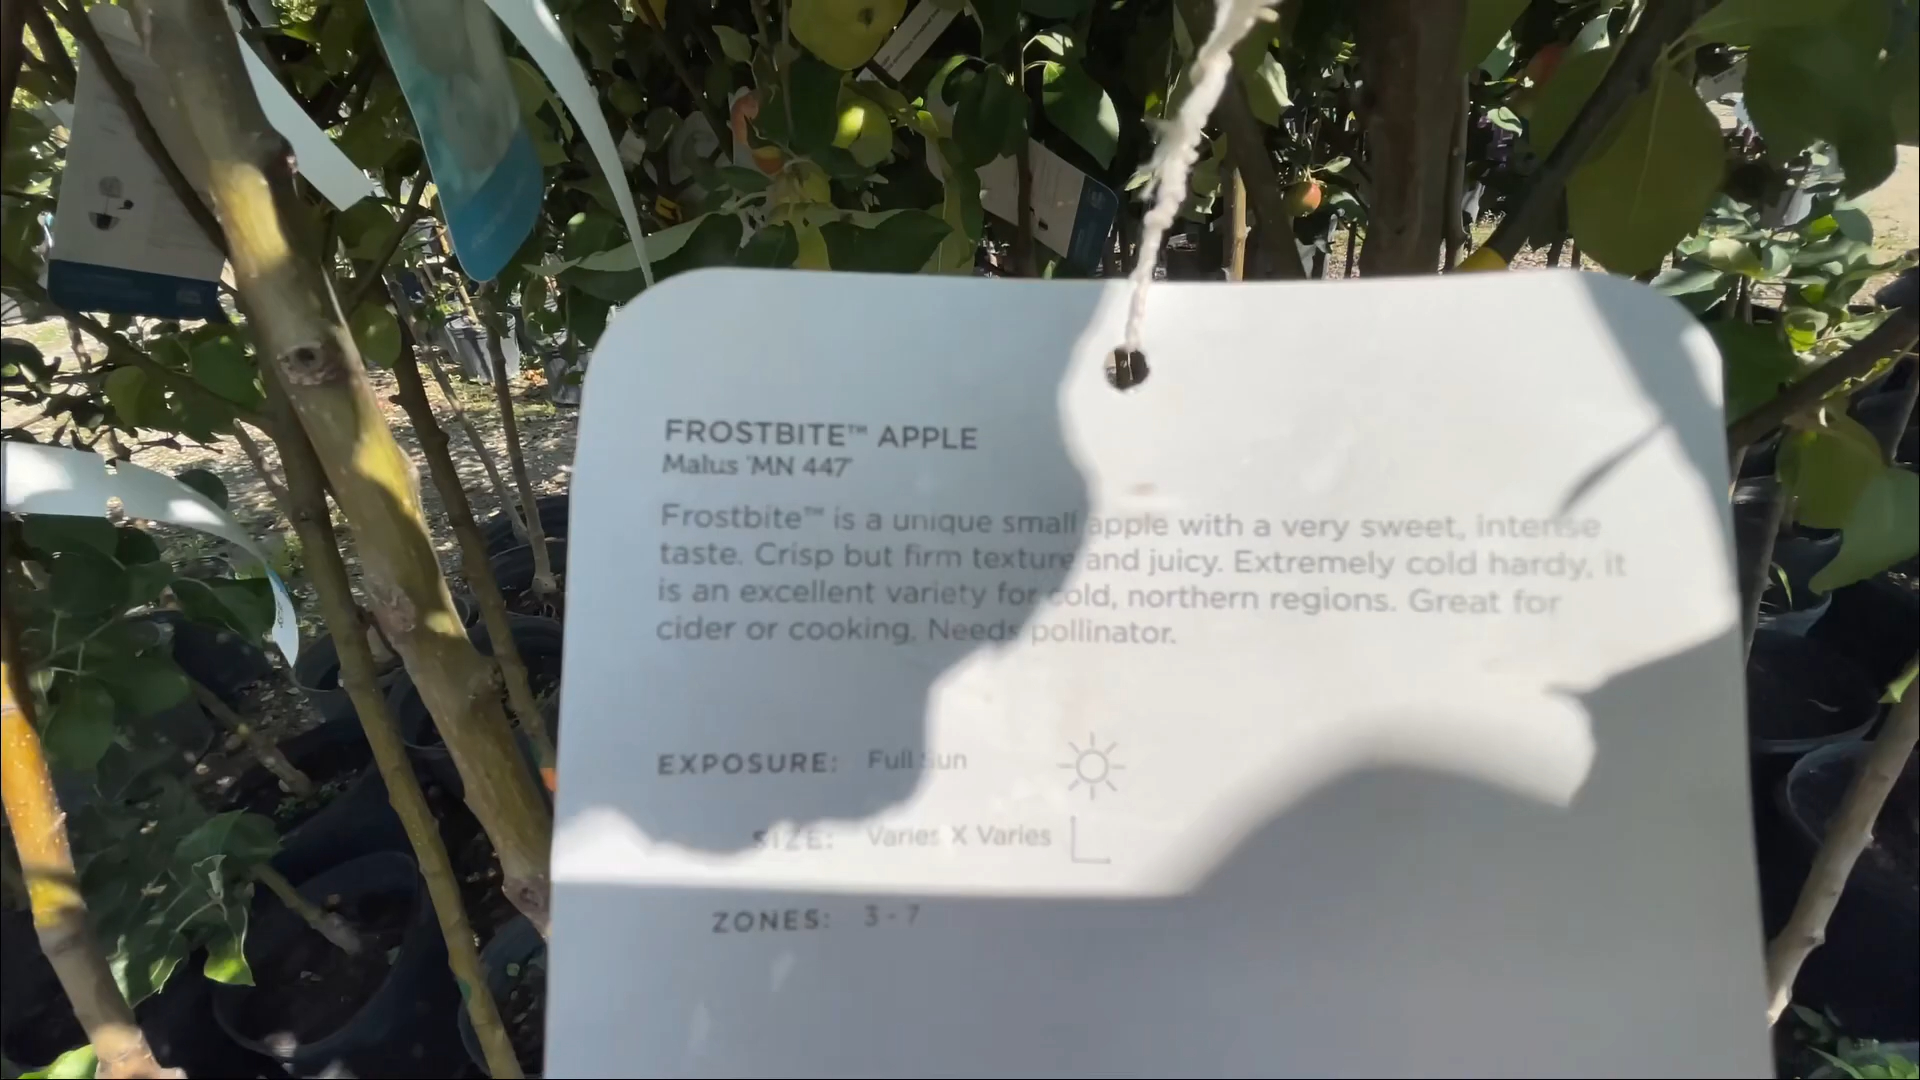 FROSTBITE™ APPLE
Malus 'MN 447'
Frostbite™ is a unique small apple with a very sweet, intense
taste. Crisp but firm texture and juicy. Extremely cold hardy, it
is an excellent variety for cold, northern regions. Great for
cider or cooking. Needs pollinator.
EXPOSURE: Full Sun
SIZE: Varies X Varies
ZONES: 3 - 7